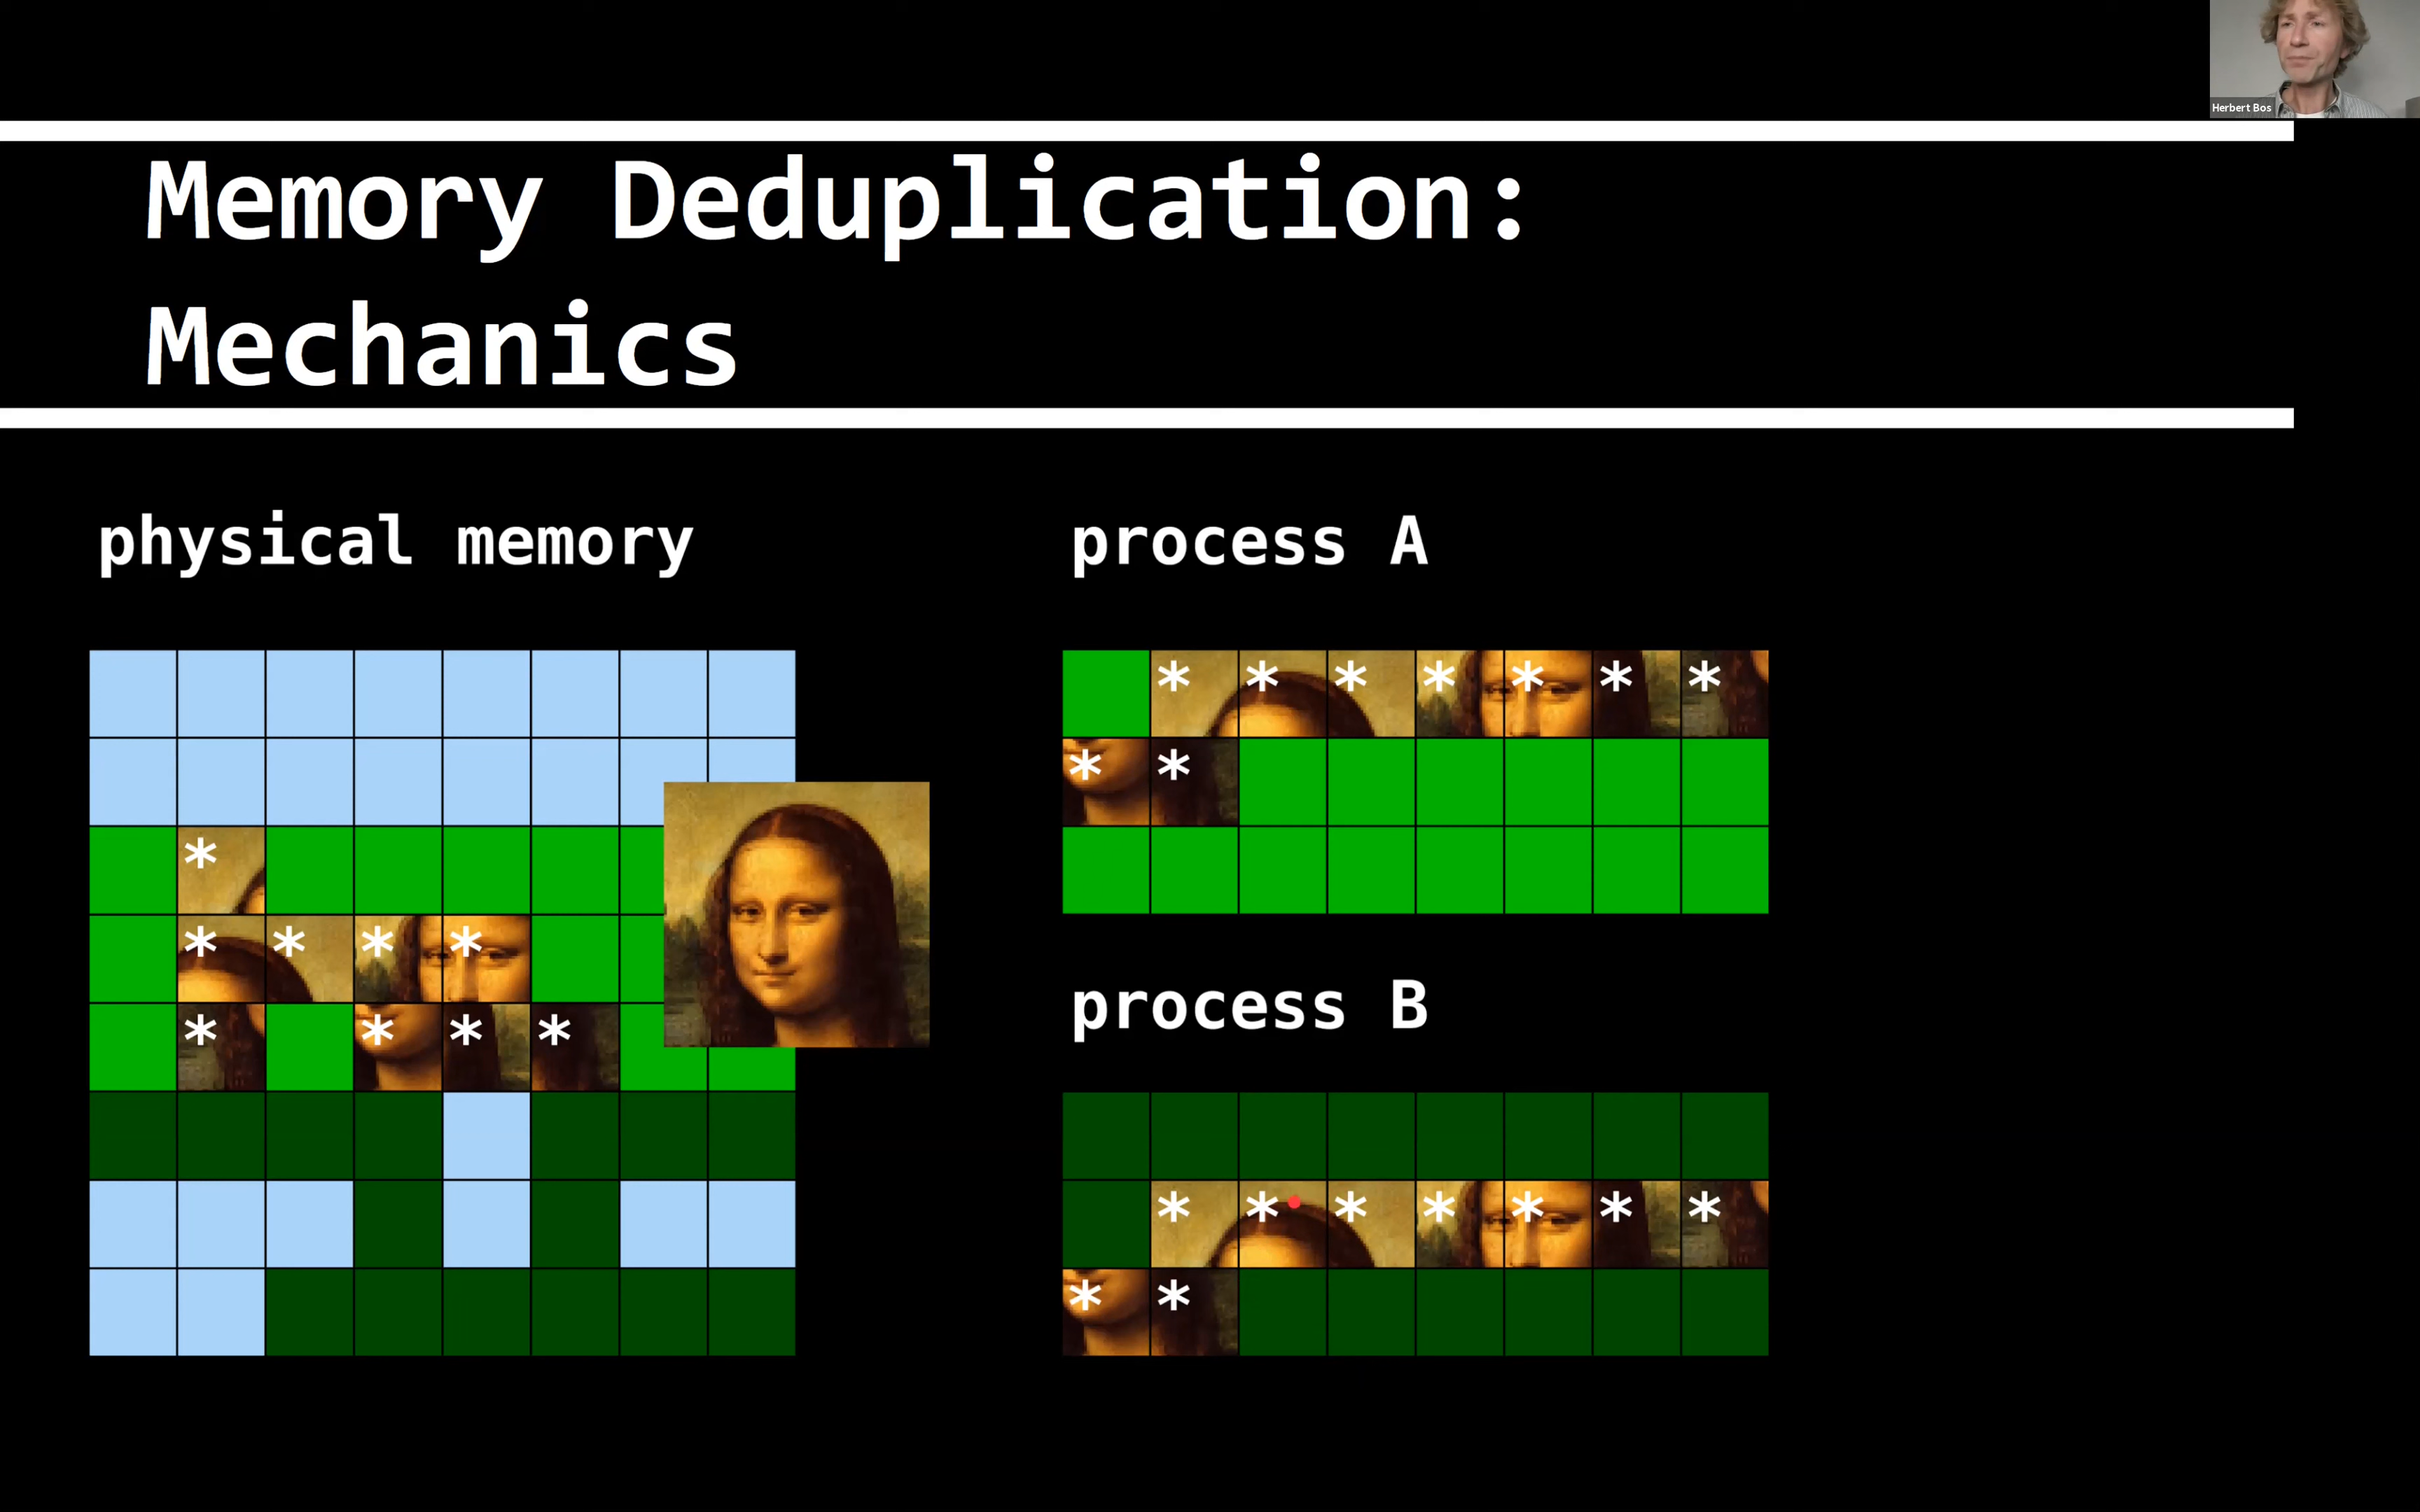 Herbert Bos
Memory Deduplication:
Mechanics
physical memory
process A
* * * * * * *
* *
*
* * * *
* * * *
process B
* * * * * * *
* *